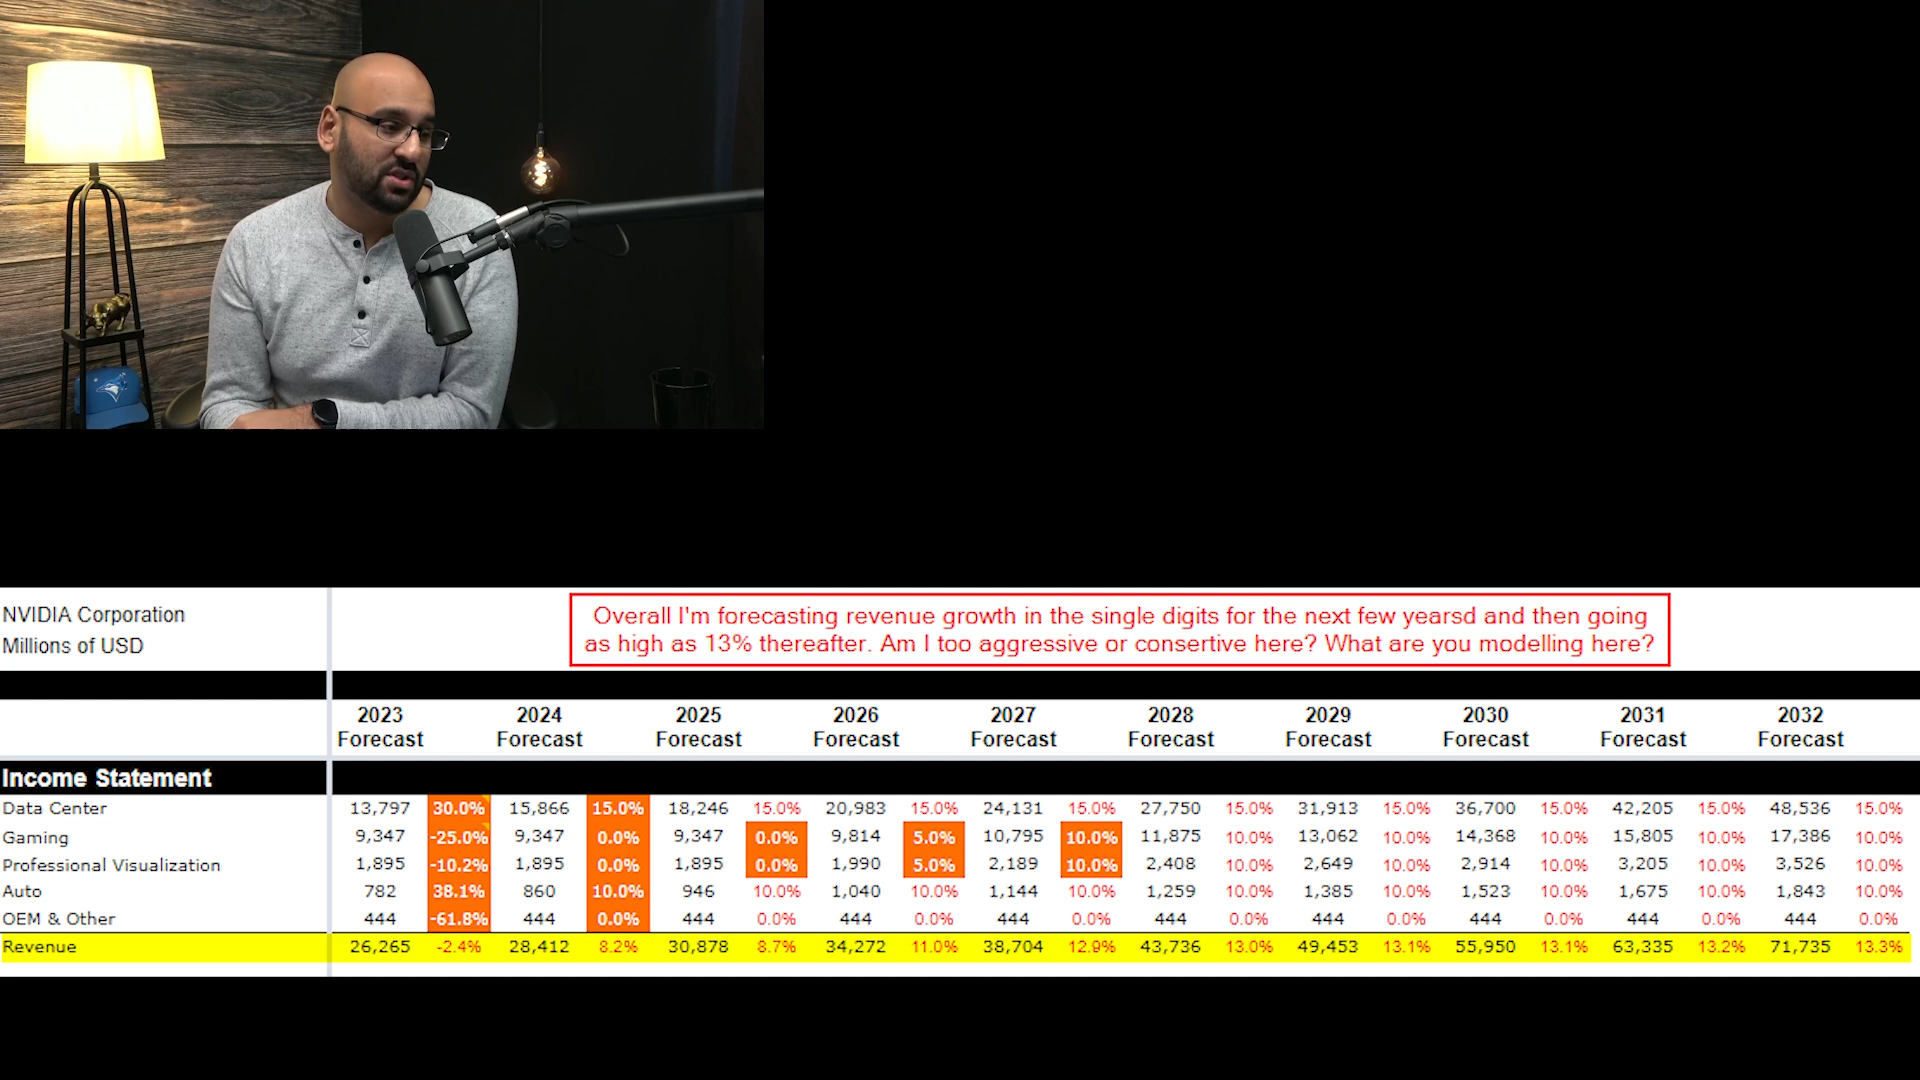 NVIDIA Corporation
Millions of USD
Overall I'm forecasting revenue growth in the single digits for the next few yearsd and then going
as high as 13% thereafter. Am I too aggressive or consertive here? What are you modelling here?
2023 2024 2025 2026 2027 2028 2029 2030 2031 2032
Forecast Forecast Forecast Forecast Forecast Forecast Forecast Forecast Forecast Forecast
Income Statement
Data Center 13,797 30.0% 15,866 15.0% 18,246 15.0% 20,983 15.0% 24,131 15.0% 27,750 15.0% 31,913 15.0% 36,700 15.0% 42,205 15.0% 48,536 15.0%
Gaming 9,347 -25.0% 9,347 0.0% 9,347 0.0% 9,814 5.0% 10,795 10.0% 11,875 10.0% 13,062 10.0% 14,368 10.0% 15,805 10.0% 17,386 10.0%
Professional Visualization 1,895 -10.2% 1,895 0.0% 1,895 0.0% 1,990 5.0% 2,189 10.0% 2,408 10.0% 2,649 10.0% 2,914 10.0% 3,205 10.0% 3,526 10.0%
Auto 782 38.1% 860 10.0% 946 10.0% 1,040 10.0% 1,144 10.0% 1,259 10.0% 1,385 10.0% 1,523 10.0% 1,675 10.0% 1,843 10.0%
OEM & Other 444 -61.8% 444 0.0% 444 0.0% 444 0.0% 444 0.0% 444 0.0% 444 0.0% 444 0.0% 444 0.0% 444 0.0%
Revenue 26,265 -2.4% 28,412 8.2% 30,878 8.7% 34,272 11.0% 38,704 12.9% 43,736 13.0% 49,453 13.1% 55,950 13.1% 63,335 13.2% 71,735 13.3%